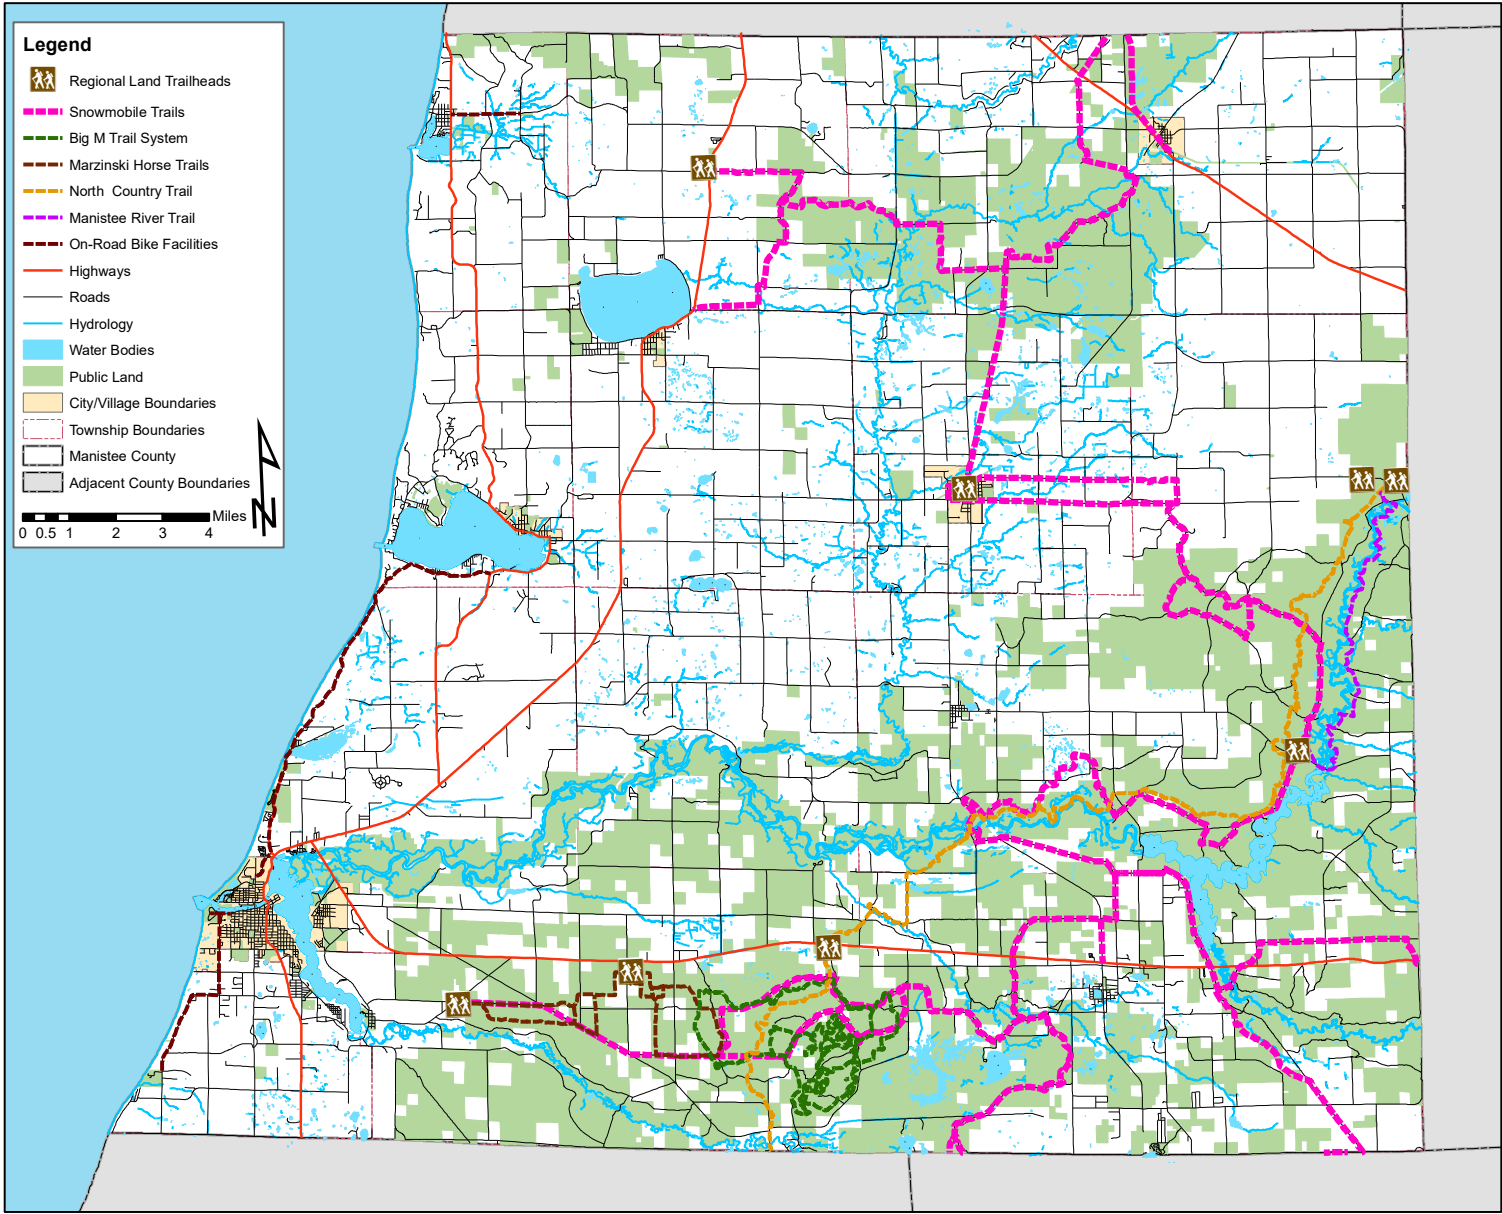 Legend
Regional Land Trailheads
Snowmobile Trails
Big M Trail System
Marzinski Horse Trails
North Country Trail
Manistee River Trail
On-Road Bike Facilities
Highways
Roads
Hydrology
Water Bodies
Public Land
City/Village Boundaries
Township Boundaries
Manistee County
Adjacent County Boundaries
Miles
0 0.5 1 2 3 4
N